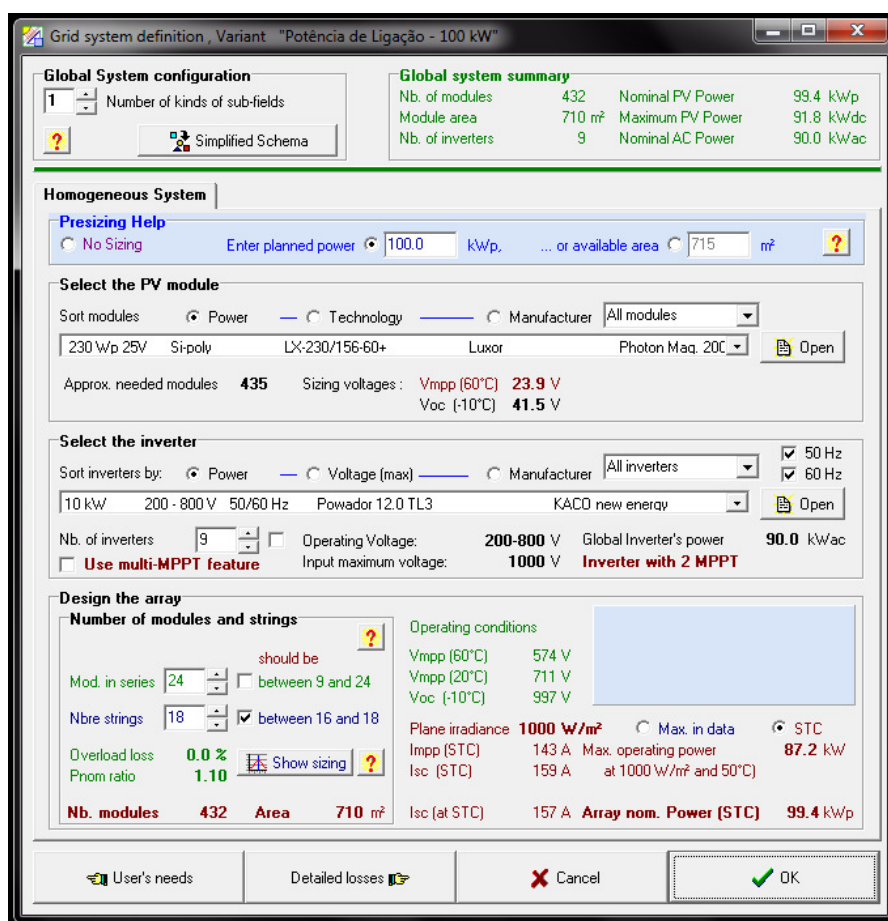 Grid system definition , Variant "Potência de Ligação - 100 kW"
Global System configuration
1 Number of kinds of sub-fields
? Simplified Schema
Global system summary
Nb. of modules 432 Nominal PV Power 99.4 kWp
Module area 710 m² Maximum PV Power 91.8 kWdc
Nb. of inverters 9 Nominal AC Power 90.0 kWac
Homogeneous System
Presizing Help
No Sizing Enter planned power 100.0 kWp, ... or available area 715 m² ?
Select the PV module
Sort modules Power Technology Manufacturer All modules
230 Wp 25V Si-poly LX-230/156-60+ Luxor Photon Mag. 200 Open
Approx. needed modules 435 Sizing voltages : Vmpp (60°C) 23.9 V
Voc (-10°C) 41.5 V
Select the inverter
50 Hz
Sort inverters by: Power Voltage (max) Manufacturer All inverters 60 Hz
10 kW 200 - 800 V 50/60 Hz Powador 12.0 TL3 KACO new energy Open
Nb. of inverters 9 Operating Voltage: 200-800 V Global Inverter's power 90.0 kWac
Use multi-MPPT feature Input maximum voltage: 1000 V Inverter with 2 MPPT
Design the array
Number of modules and strings
?
should be
Mod. in series 24 between 9 and 24
Nbre strings 18 between 16 and 18
Overload loss 0.0 % Show sizing ?
Pnom ratio 1.10
Nb. modules 432 Area 710 m²
Operating conditions
Vmpp (60°C) 574 V
Vmpp (20°C) 711 V
Voc (-10°C) 997 V
Plane irradiance 1000 W/m² Max. in data STC
Impp (STC) 143 A Max. operating power 87.2 kW
Isc (STC) 159 A at 1000 W/m² and 50°C)
Isc (at STC) 157 A Array nom. Power (STC) 99.4 kWp
User's needs Detailed losses Cancel OK